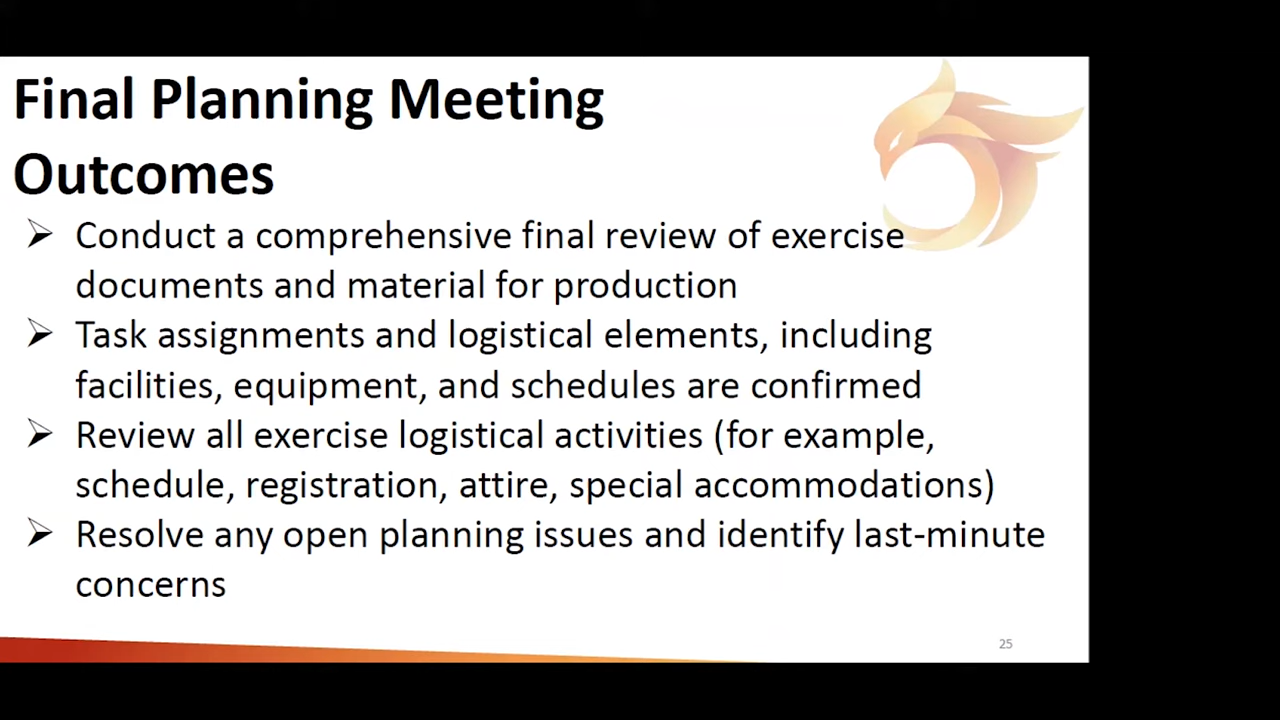 Final Planning Meeting
Outcomes
➢ Conduct a comprehensive final review of exercise
documents and material for production
➢ Task assignments and logistical elements, including
facilities, equipment, and schedules are confirmed
➢ Review all exercise logistical activities (for example,
schedule, registration, attire, special accommodations)
➢ Resolve any open planning issues and identify last-minute
concerns
25